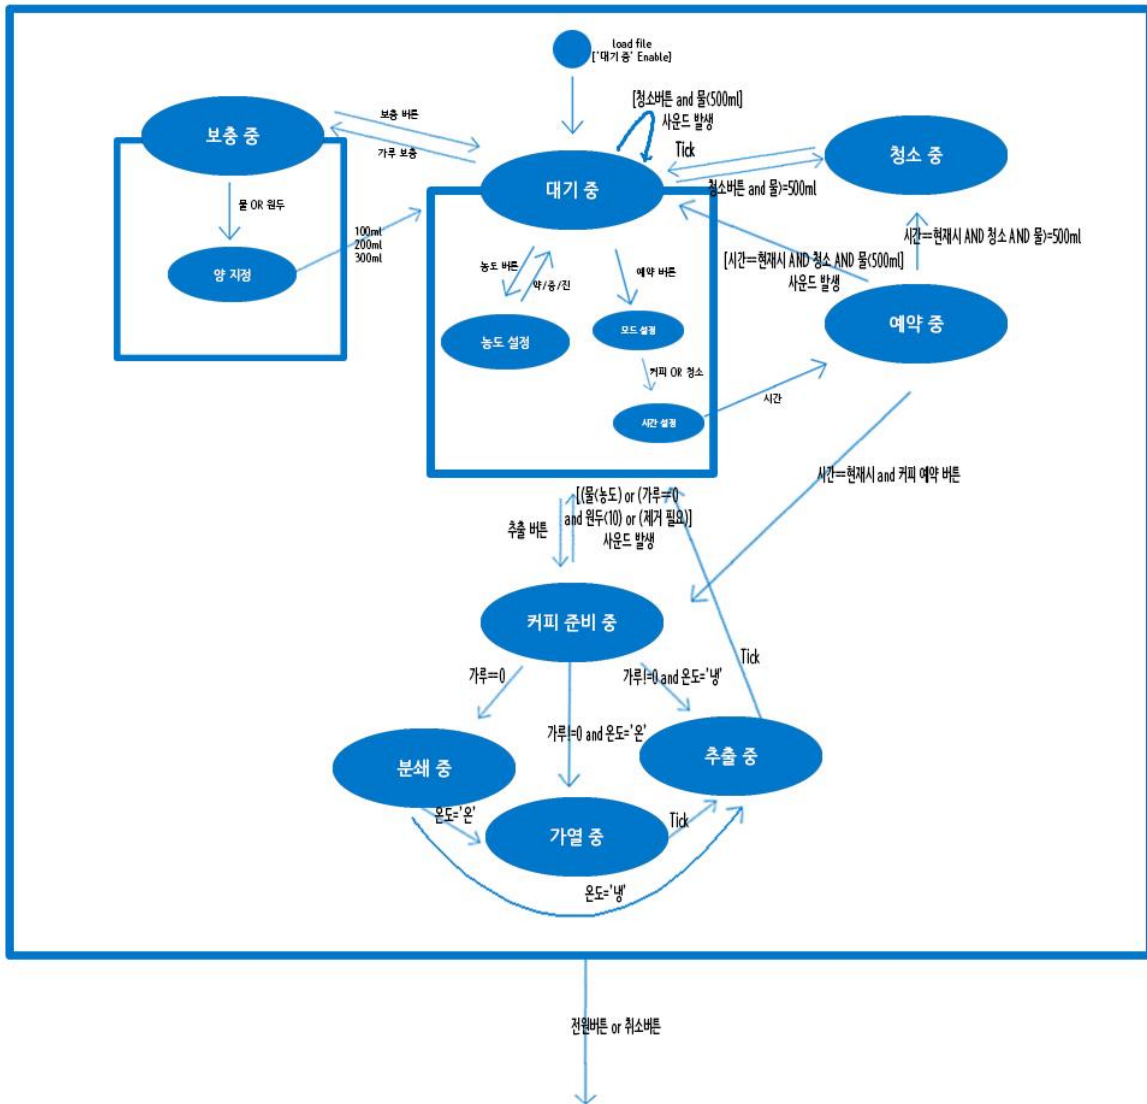 load file
['대기 중' Enable]
[청소버튼 and 물<500ml]
사운드 발생
보충 버튼
가루 보충
보충 중
Tick
청소 중
대기 중
청소버튼 and 물>=500ml
물 OR 원두
100ml
200ml
300ml
양 지정
시간==현재시 AND 청소 AND 물>=500ml
[시간==현재시 AND 청소 AND 물<500ml]
사운드 발생
농도 버튼
약/중/진
예약 버튼
예약 중
농도 설정
모드 설정
커피 OR 청소
시간
시간 설정
시간==현재시 and 커피 예약 버튼
추출 버튼
[(물<농도) or (가루==0
and 원두<10) or (제거 필요)]
사운드 발생
커피 준비 중
가루==0
가루!=0 and 온도='냉'
Tick
가루!=0 and 온도='온'
분쇄 중
추출 중
온도='온'
가열 중
Tick
온도='냉'
전원버튼 or 취소버튼